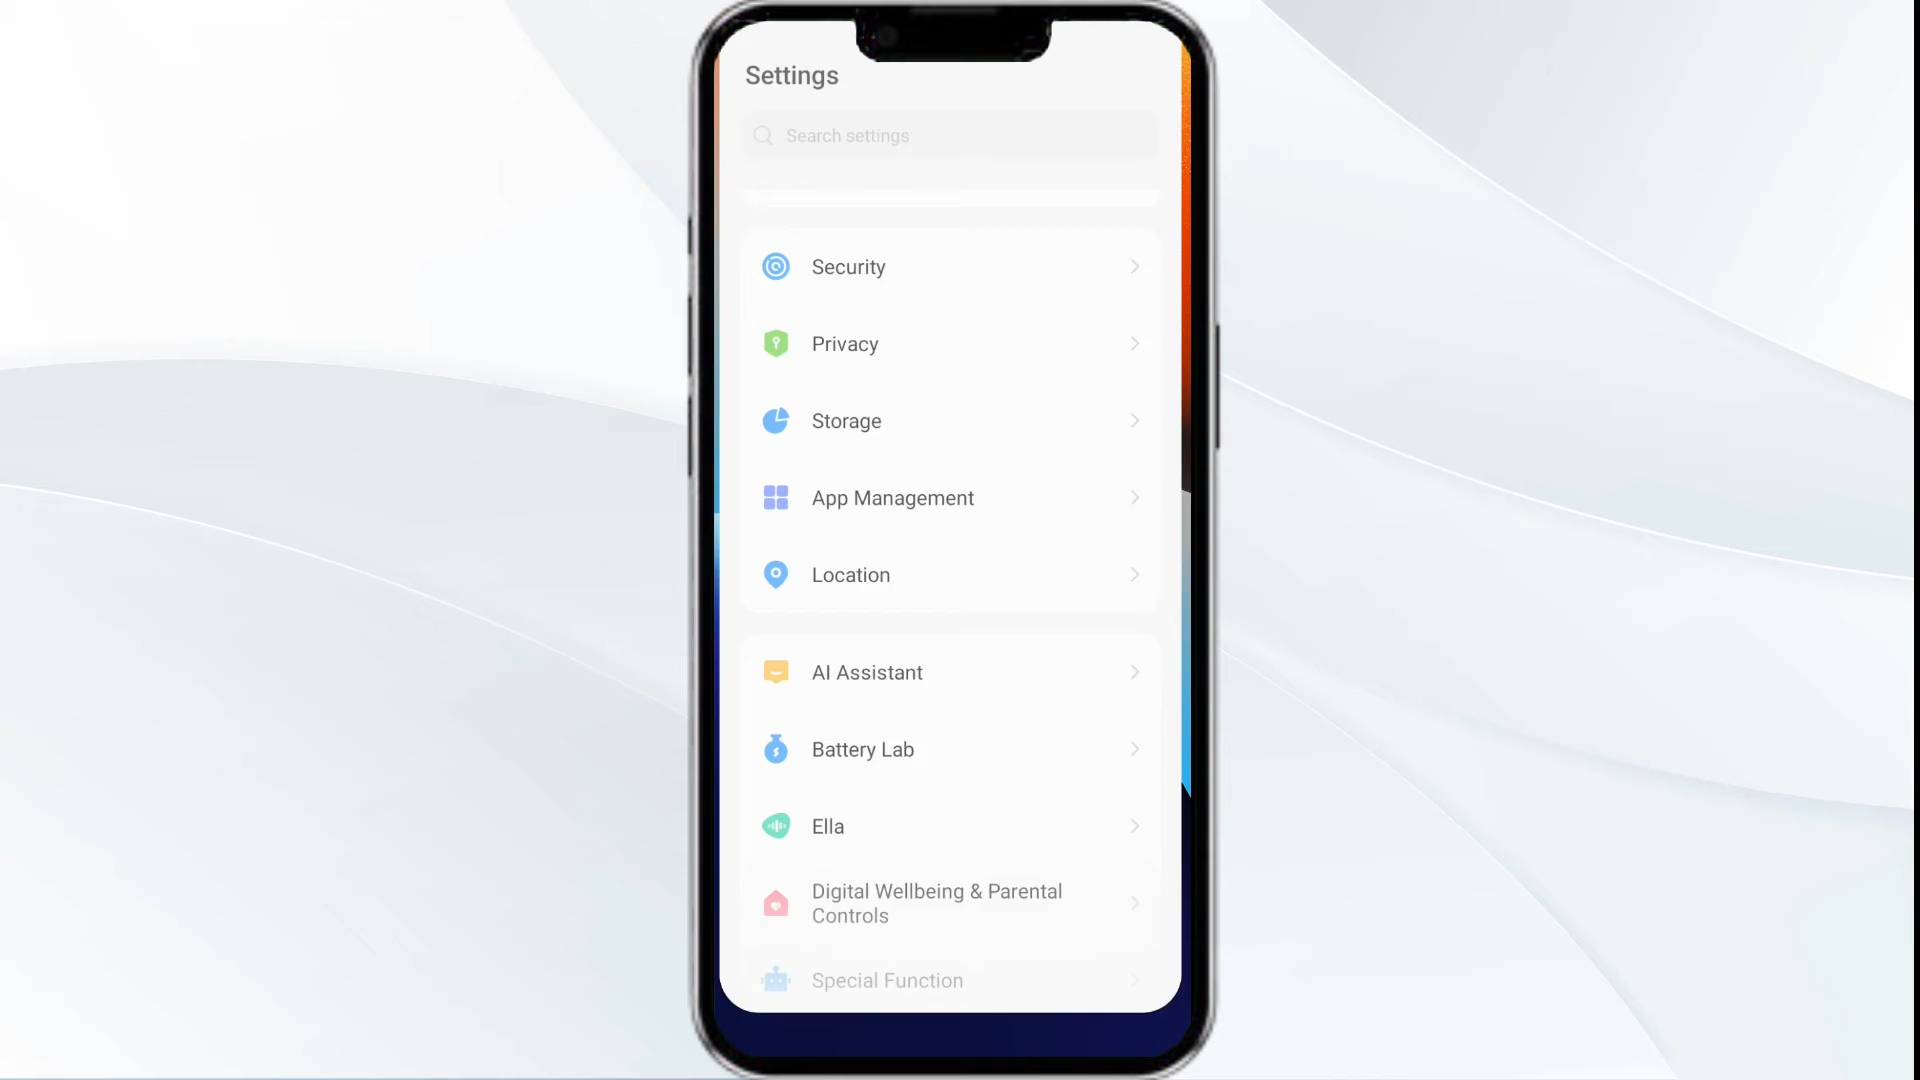 Settings
Search settings
Security
Privacy
Storage
App Management
Location
AI Assistant
Battery Lab
Ella
Digital Wellbeing & Parental
Controls
Special Function